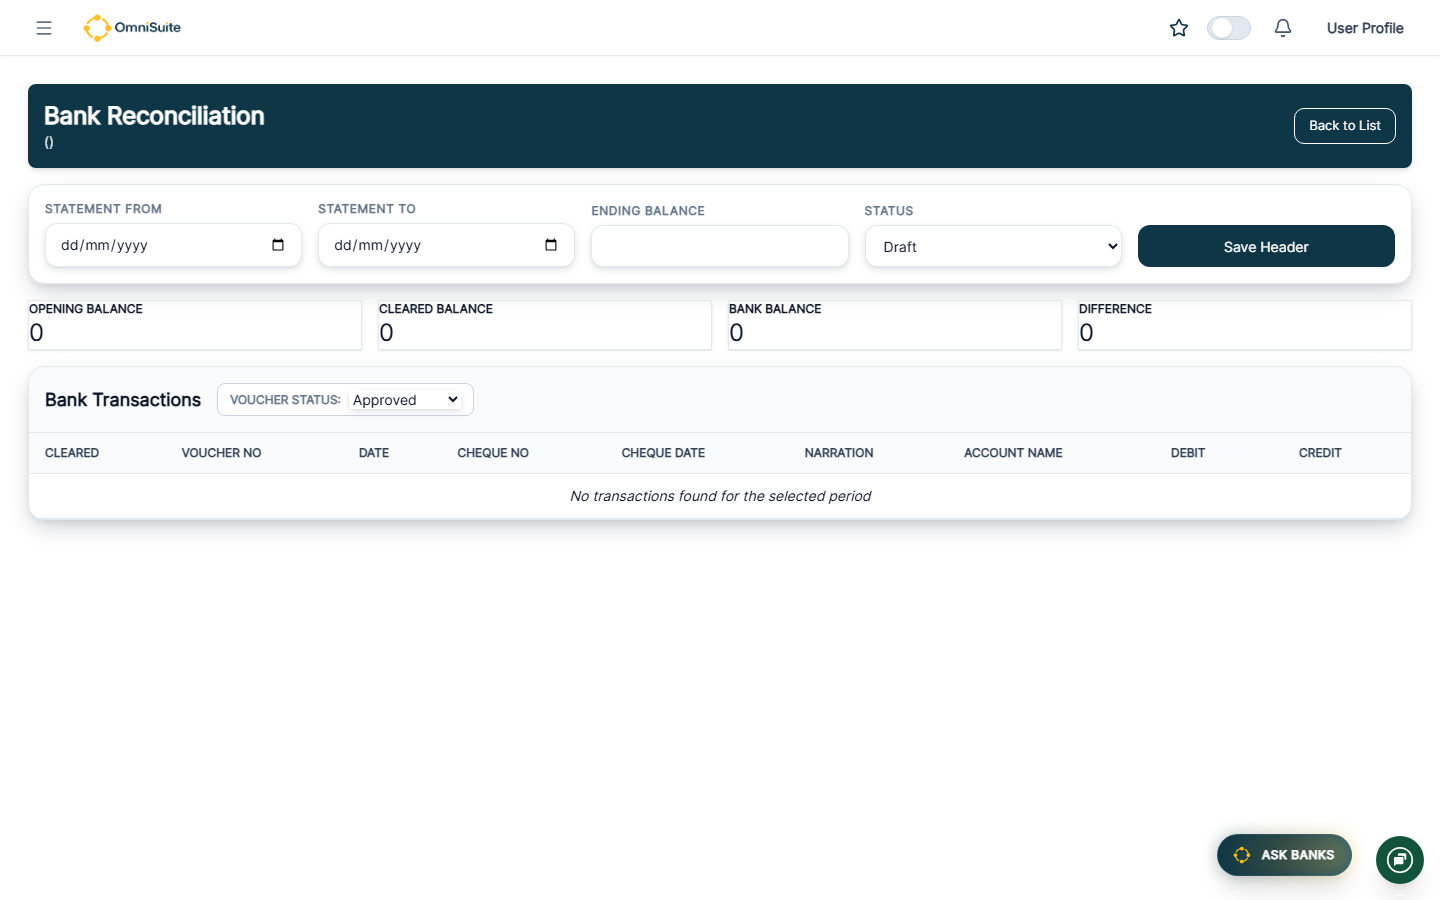 OmniSuite
User Profile
Bank Reconciliation
()
Back to List
STATEMENT FROM
STATEMENT TO
ENDING BALANCE
STATUS
dd/mm/yyyy
dd/mm/yyyy
Draft
Save Header
OPENING BALANCE
0
CLEARED BALANCE
0
BANK BALANCE
0
DIFFERENCE
0
Bank Transactions
VOUCHER STATUS: Approved
CLEARED VOUCHER NO DATE CHEQUE NO CHEQUE DATE NARRATION ACCOUNT NAME DEBIT CREDIT
No transactions found for the selected period
ASK BANKS